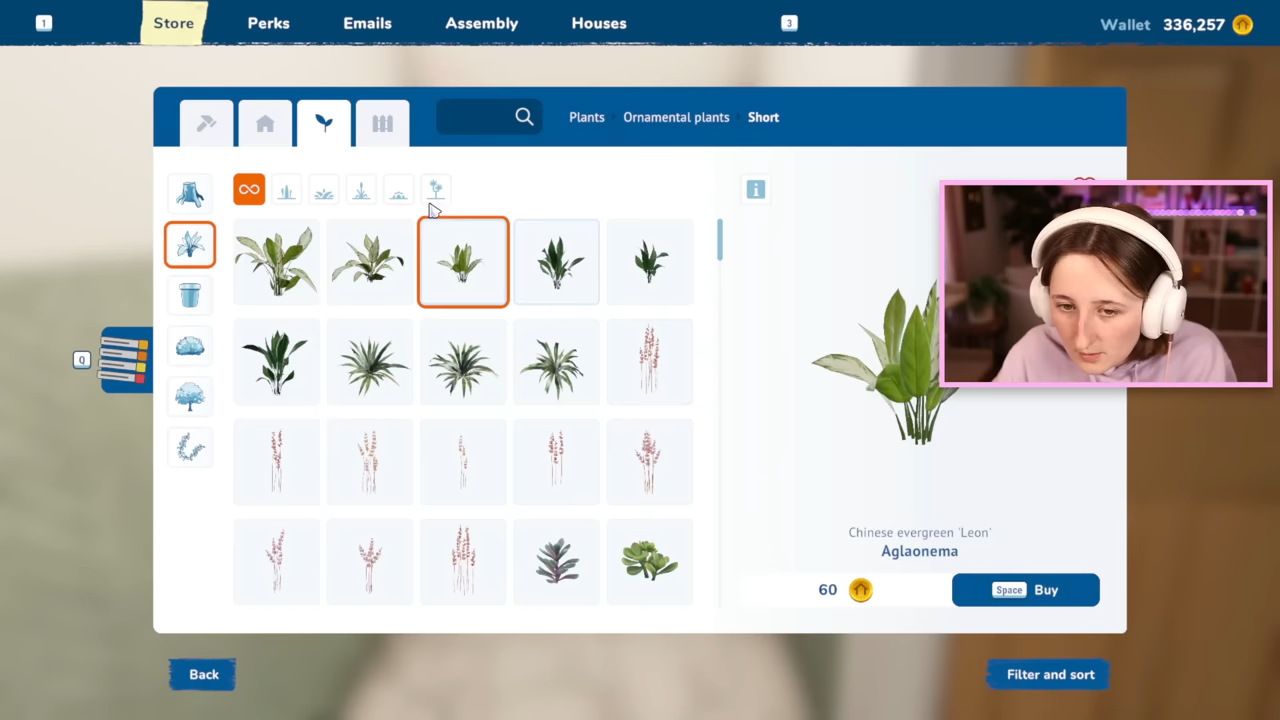 1 Store Perks Emails Assembly Houses 3 Wallet 336,257
Plants Ornamental plants Short
Q
Chinese evergreen 'Leon'
Aglaonema
60 Space Buy
Back Filter and sort